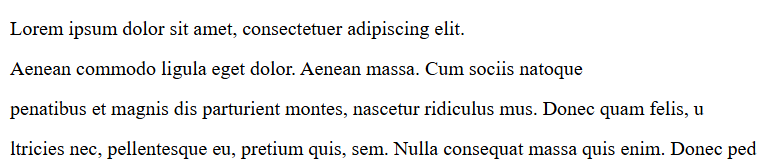 Lorem ipsum dolor sit amet, consectetuer adipiscing elit.
Aenean commodo ligula eget dolor. Aenean massa. Cum sociis natoque
penatibus et magnis dis parturient montes, nascetur ridiculus mus. Donec quam felis, u
ltricies nec, pellentesque eu, pretium quis, sem. Nulla consequat massa quis enim. Donec ped